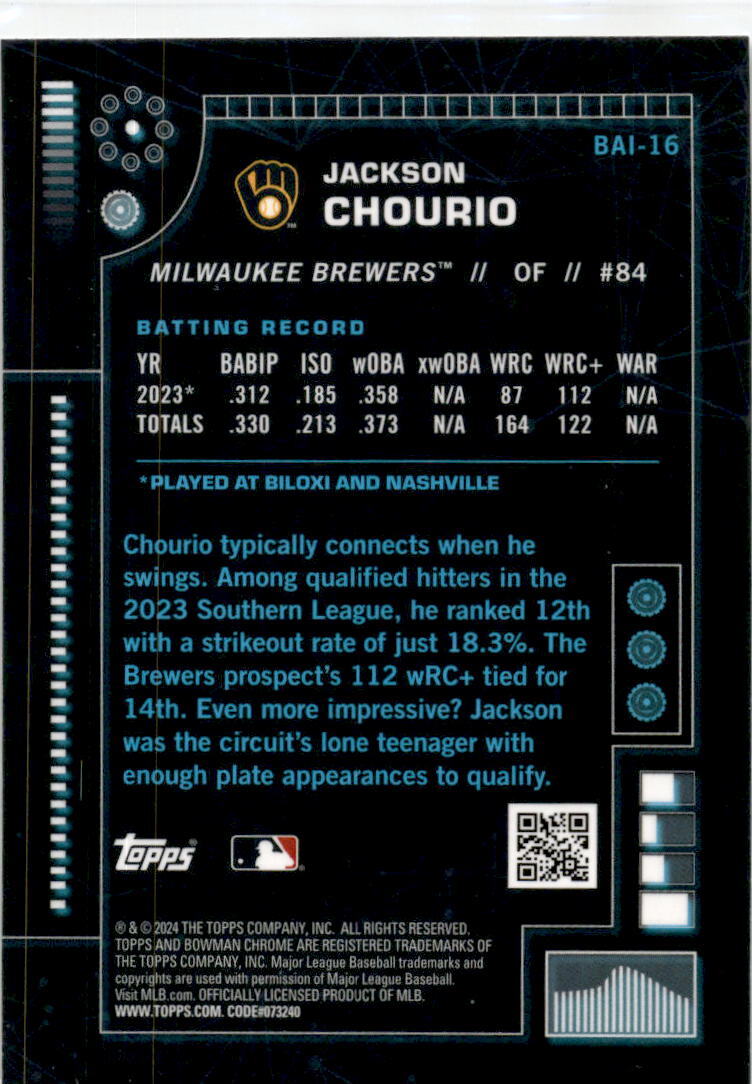 BAI-16
JACKSON
CHOURIO
MILWAUKEE BREWERS™ // OF // #84
BATTING RECORD
YR BABIP ISO wOBA xwOBA WRC WRC+ WAR
2023* .312 .185 .358 N/A 87 112 N/A
TOTALS .330 .213 .373 N/A 164 122 N/A
*PLAYED AT BILOXI AND NASHVILLE
Chourio typically connects when he
swings. Among qualified hitters in the
2023 Southern League, he ranked 12th
with a strikeout rate of just 18.3%. The
Brewers prospect's 112 wRC+ tied for
14th. Even more impressive? Jackson
was the circuit's lone teenager with
enough plate appearances to qualify.
Topps
® & © 2024 THE TOPPS COMPANY, INC. ALL RIGHTS RESERVED.
TOPPS AND BOWMAN CHROME ARE REGISTERED TRADEMARKS OF
THE TOPPS COMPANY, INC. Major League Baseball trademarks and
copyrights are used with permission of Major League Baseball.
Visit MLB.com. OFFICIALLY LICENSED PRODUCT OF MLB.
WWW.TOPPS.COM. CODE#073240